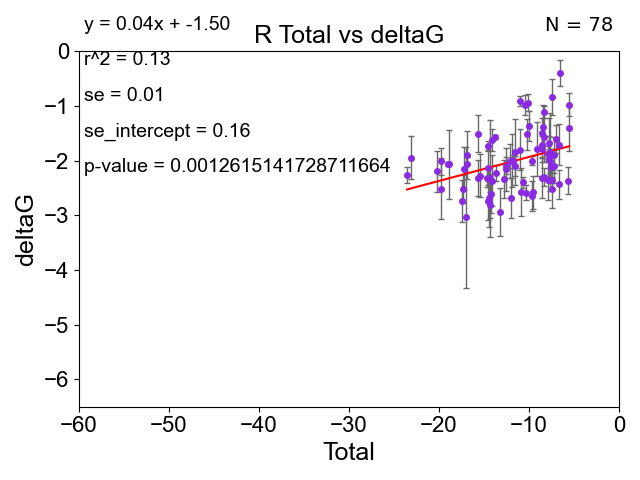 y = 0.04x + -1.50
N = 78
R Total vs deltaG
r^2 = 0.13
se = 0.01
se_intercept = 0.16
p-value = 0.0012615141728711664
deltaG
0
−1
−2
−3
−4
−5
−6
−60
−50
−40
−30
−20
−10
0
Total